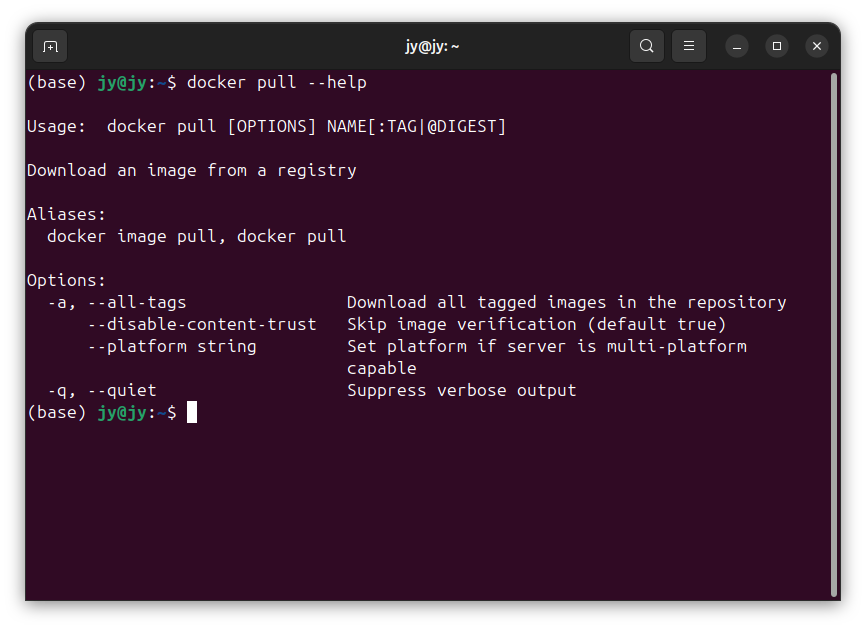 jy@jy: ~
(base) jy@jy:~$ docker pull --help

Usage:  docker pull [OPTIONS] NAME[:TAG|@DIGEST]

Download an image from a registry

Aliases:
  docker image pull, docker pull

Options:
  -a, --all-tags                Download all tagged images in the repository
      --disable-content-trust   Skip image verification (default true)
      --platform string         Set platform if server is multi-platform
                                capable
  -q, --quiet                   Suppress verbose output
(base) jy@jy:~$